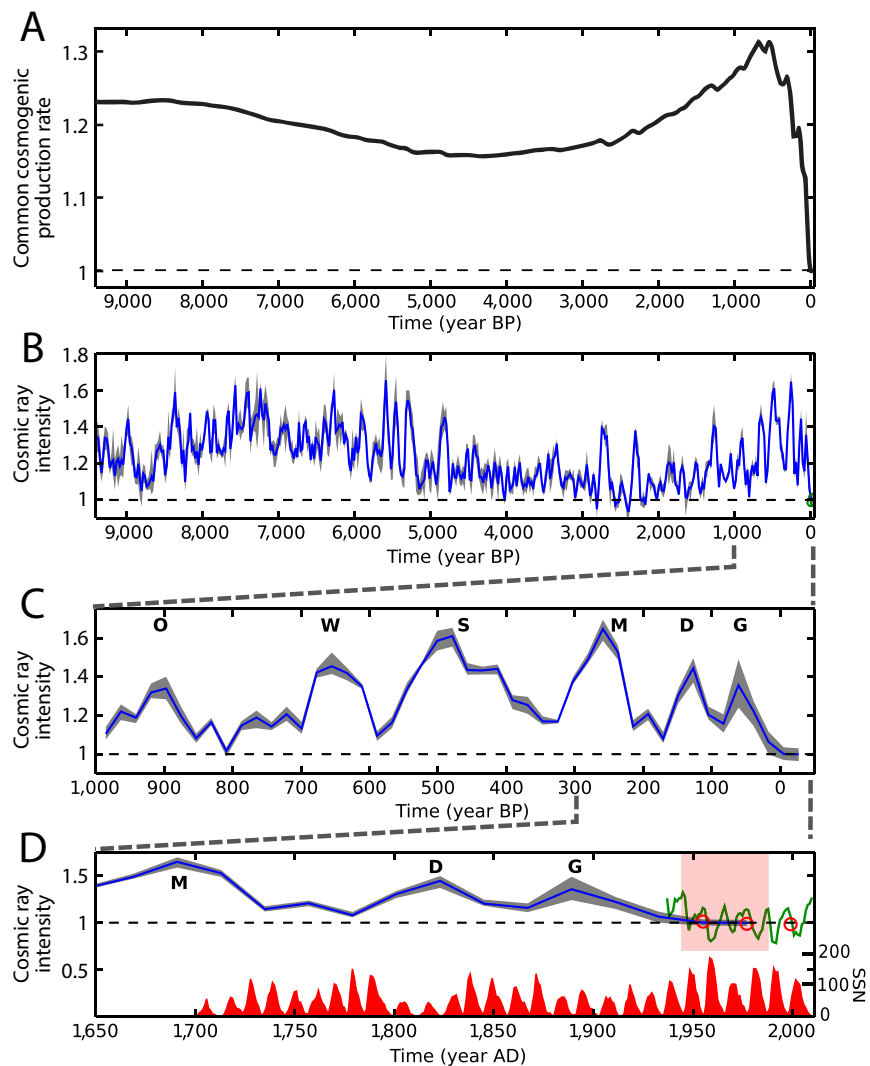 A
Common cosmogenic
production rate
1.3
1.2
1.1
1
9,000 8,000 7,000 6,000 5,000 4,000 3,000 2,000 1,000 0
Time (year BP)
B
Cosmic ray
intensity
1.8
1.6
1.4
1.2
1
9,000 8,000 7,000 6,000 5,000 4,000 3,000 2,000 1,000 0
Time (year BP)
C
Cosmic ray
intensity
O W S M D G
1.6
1.4
1.2
1
1,000 900 800 700 600 500 400 300 200 100 0
Time (year BP)
D
Cosmic ray
intensity
1.5
1
0.5
M D G
200
100
0
SSN
1,650 1,700 1,750 1,800 1,850 1,900 1,950 2,000
Time (year AD)